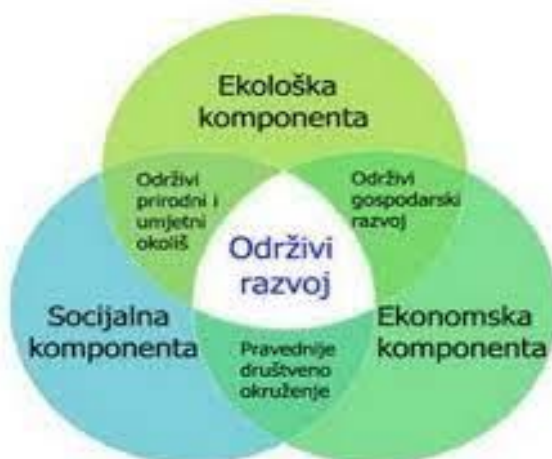 Ekološka
komponenta
Održivi
prirodni i
umjetni
okoliš
Održivi
gospodarski
razvoj
Održivi
razvoj
Socijalna
komponenta
Ekonomska
komponenta
Pravednije
društveno
okruženje